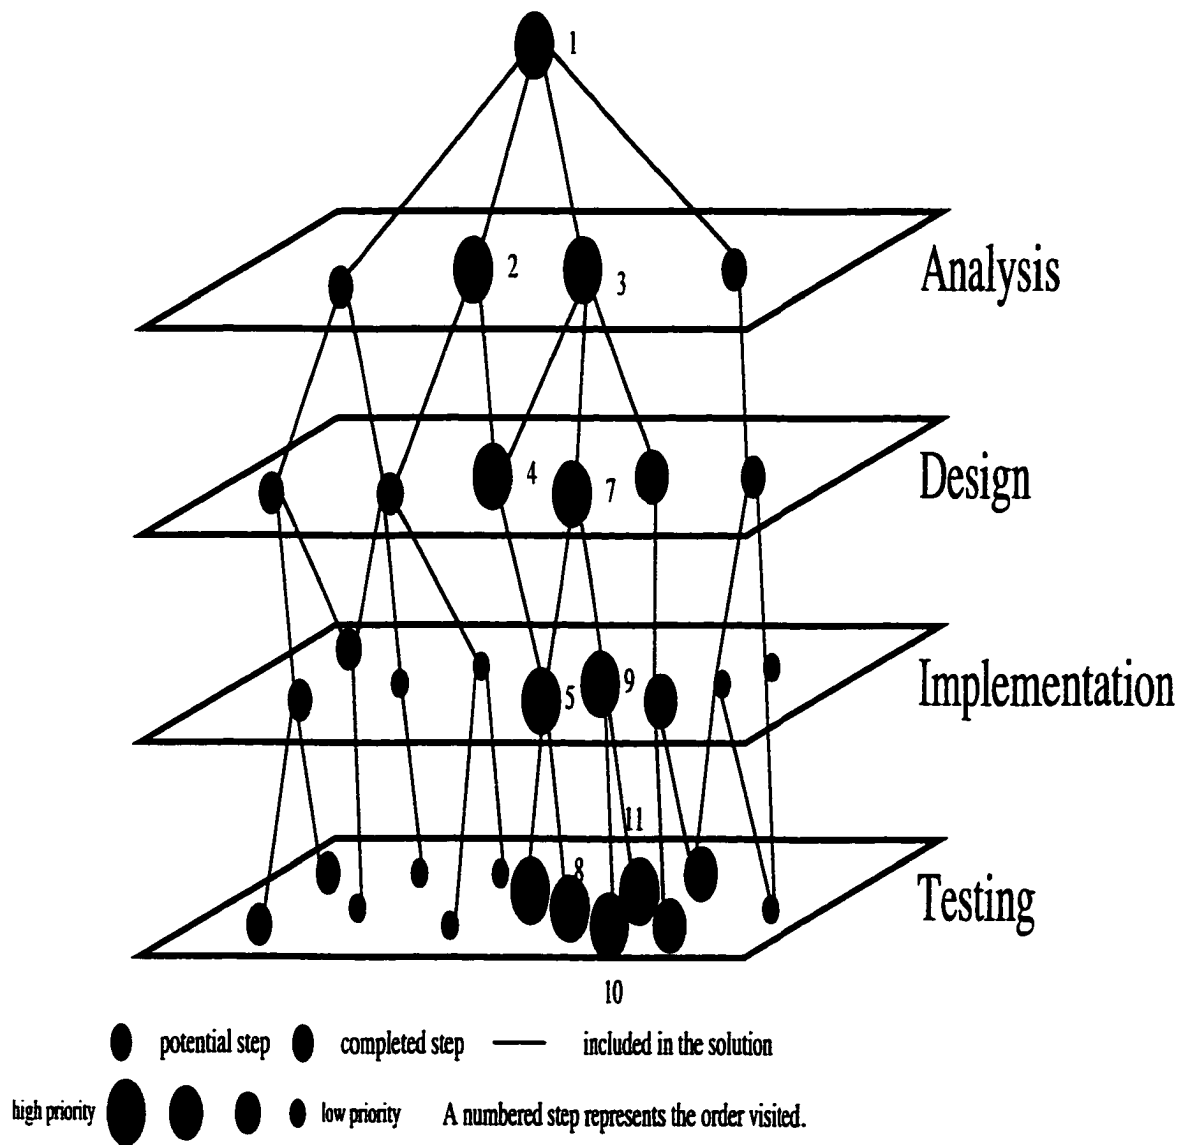 1
2
3
Analysis
4
7
Design
5
9
Implementation
11
8
Testing
10
potential step completed step included in the solution
high priority low priority A numbered step represents the order visited.